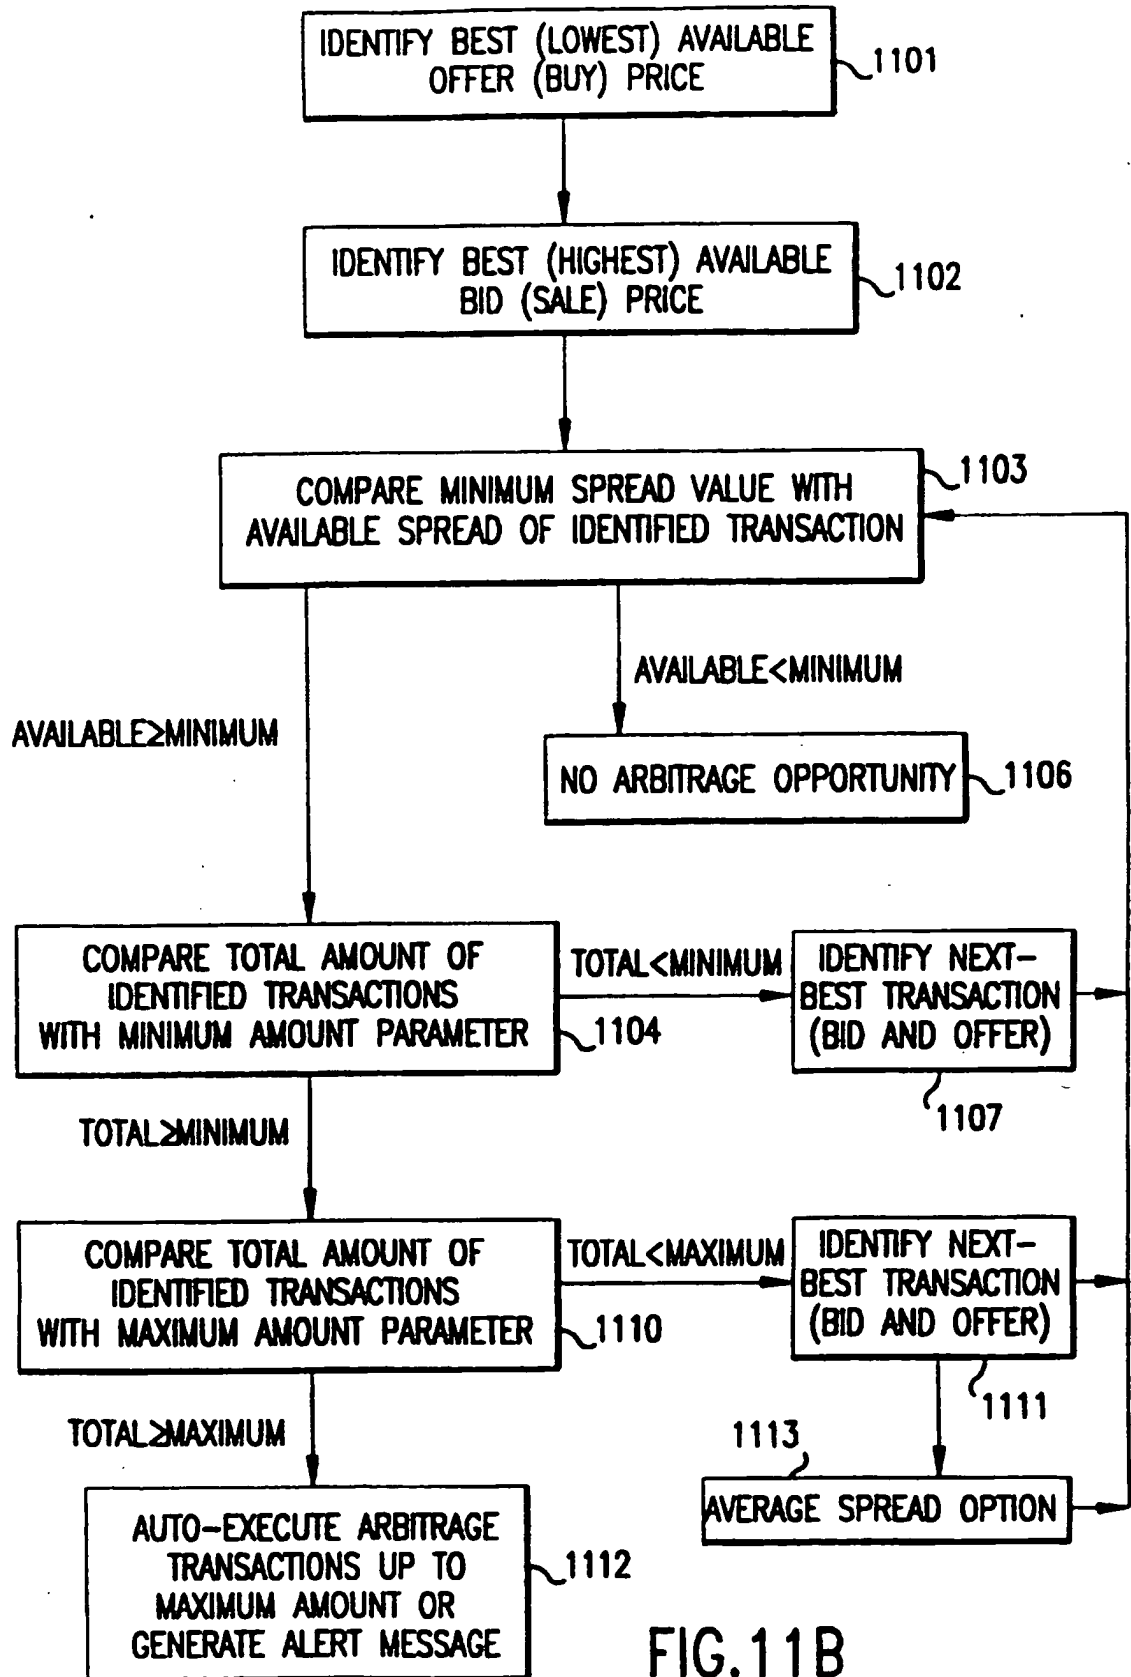 IDENTIFY BEST (LOWEST) AVAILABLE
OFFER (BUY) PRICE
1101
IDENTIFY BEST (HIGHEST) AVAILABLE
BID (SALE) PRICE
1102
COMPARE MINIMUM SPREAD VALUE WITH
AVAILABLE SPREAD OF IDENTIFIED TRANSACTION
1103
AVAILABLE<MINIMUM
AVAILABLE≥MINIMUM
NO ARBITRAGE OPPORTUNITY
1106
COMPARE TOTAL AMOUNT OF
IDENTIFIED TRANSACTIONS
WITH MINIMUM AMOUNT PARAMETER
1104
TOTAL<MINIMUM
IDENTIFY NEXT-
BEST TRANSACTION
(BID AND OFFER)
1107
TOTAL≥MINIMUM
COMPARE TOTAL AMOUNT OF
IDENTIFIED TRANSACTIONS
WITH MAXIMUM AMOUNT PARAMETER
1110
TOTAL<MAXIMUM
IDENTIFY NEXT-
BEST TRANSACTION
(BID AND OFFER)
1111
TOTAL≥MAXIMUM
1113
AVERAGE SPREAD OPTION
AUTO-EXECUTE ARBITRAGE
TRANSACTIONS UP TO
MAXIMUM AMOUNT OR
GENERATE ALERT MESSAGE
1112
FIG.11B